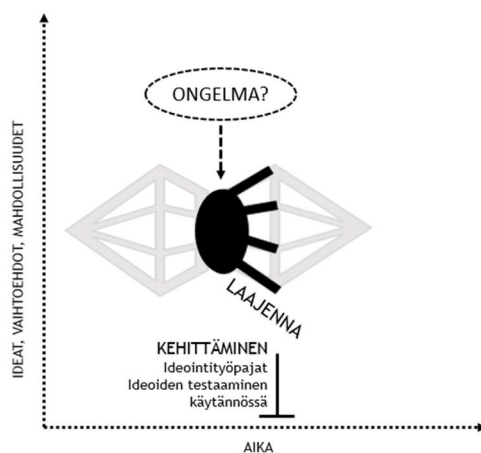 ONGELMA?
IDEAT, VAIHTOEHDOT, MAHDOLLISUUDET
LAAJENNA
KEHITTÄMINEN
Ideointityöpajat
Ideoiden testaaminen
käytännössä
AIKA